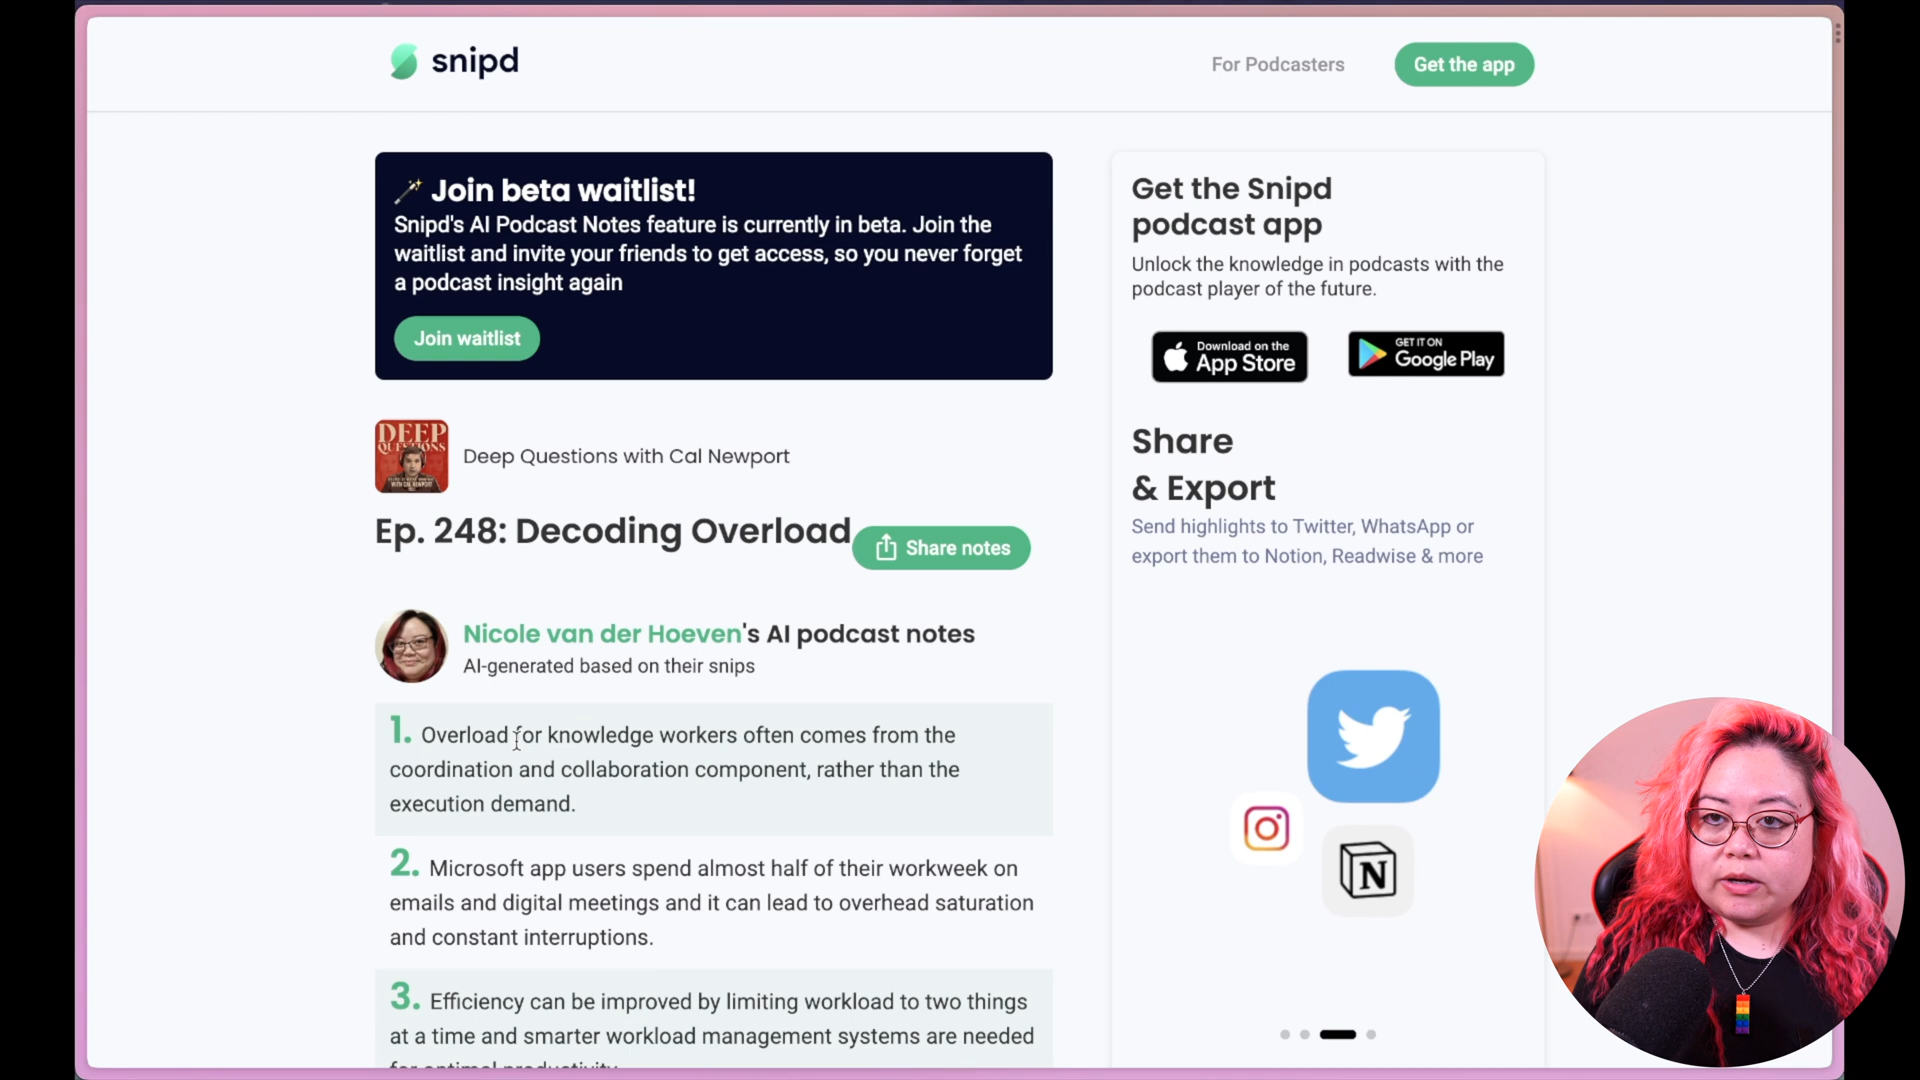 snipd
For Podcasters
Get the app
Join beta waitlist!
Snipd's AI Podcast Notes feature is currently in beta. Join the
waitlist and invite your friends to get access, so you never forget
a podcast insight again
Join waitlist
DEEP
QUESTIONS
WITH CAL NEWPORT
Deep Questions with Cal Newport
Ep. 248: Decoding Overload
Share notes
Nicole van der Hoeven's AI podcast notes
AI-generated based on their snips
1. Overload for knowledge workers often comes from the
coordination and collaboration component, rather than the
execution demand.
2. Microsoft app users spend almost half of their workweek on
emails and digital meetings and it can lead to overhead saturation
and constant interruptions.
3. Efficiency can be improved by limiting workload to two things
at a time and smarter workload management systems are needed
for optimal productivity.
Get the Snipd
podcast app
Unlock the knowledge in podcasts with the
podcast player of the future.
Download on the
App Store
GET IT ON
Google Play
Share
& Export
Send highlights to Twitter, WhatsApp or
export them to Notion, Readwise & more
N